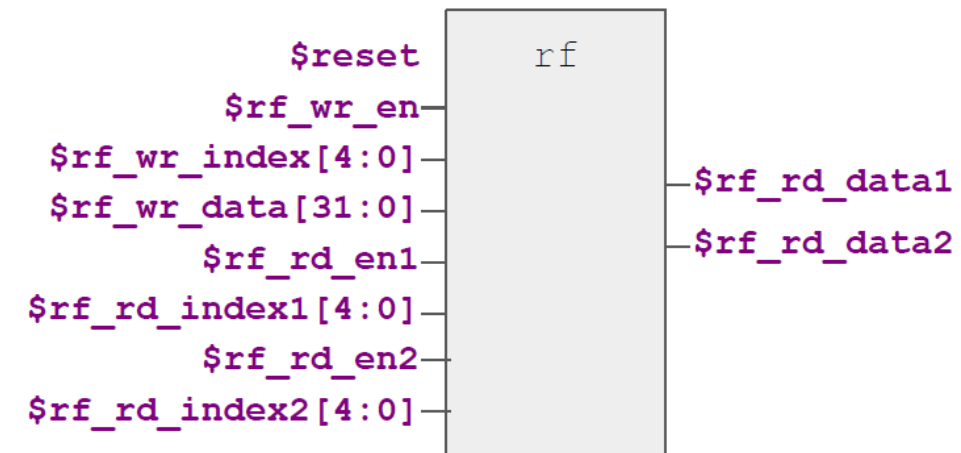 $reset
rf
$rf_wr_en
$rf_wr_index[4:0]
$rf_wr_data[31:0]
$rf_rd_en1
$rf_rd_index1[4:0]
$rf_rd_en2
$rf_rd_index2[4:0]
$rf_rd_data1
$rf_rd_data2